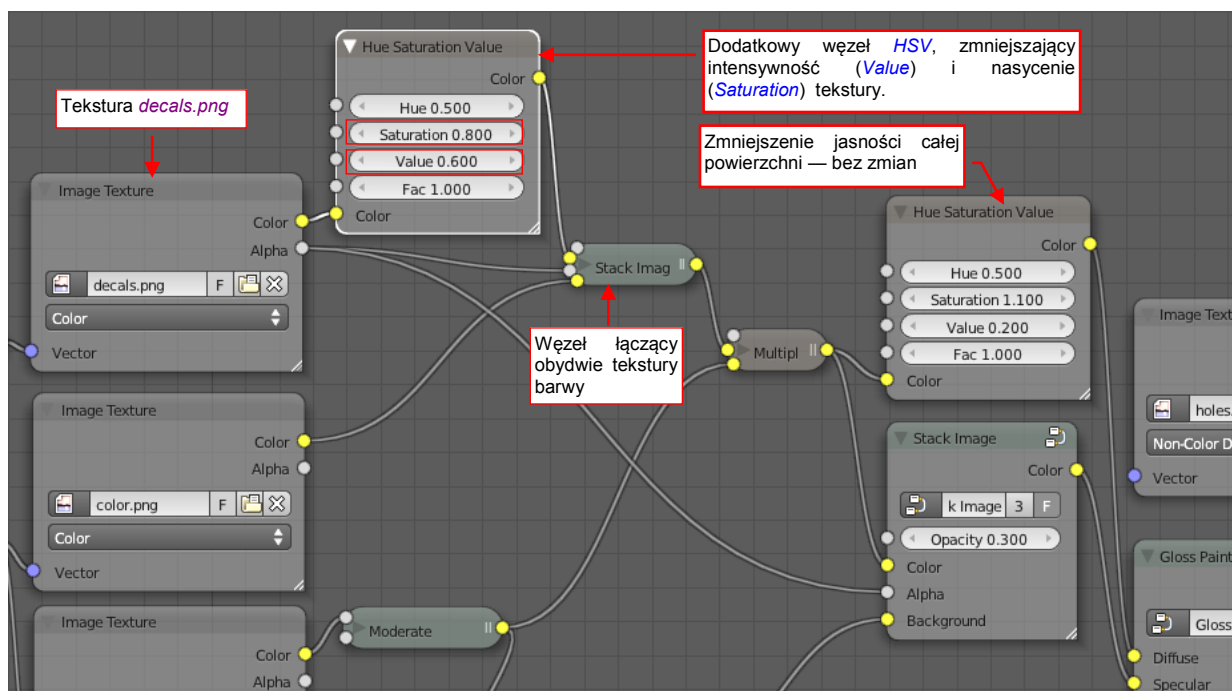 Hue Saturation Value
Color
Hue 0.500
Saturation 0.800
Value 0.600
Fac 1.000
Color
Dodatkowy węzeł HSV, zmniejszający
intensywność (Value) i nasycenie
(Saturation) tekstury.
Tekstura decals.png
Zmniejszenie jasności całej
powierzchni — bez zmian
Image Texture
Color
Alpha
decals.png F
Color
Vector
Stack Imag
Węzeł łączący
obydwie tekstury
barwy
Multipl
Hue Saturation Value
Color
Hue 0.500
Saturation 1.100
Value 0.200
Fac 1.000
Color
Image Text
holes.
Non-Color D
Vector
Image Texture
Color
Alpha
color.png F
Color
Vector
Stack Image
Color
k Image 3 F
Opacity 0.300
Color
Alpha
Background
Gloss Paint
Gloss
Diffuse
Specular
Image Texture
Color
Alpha
Moderate